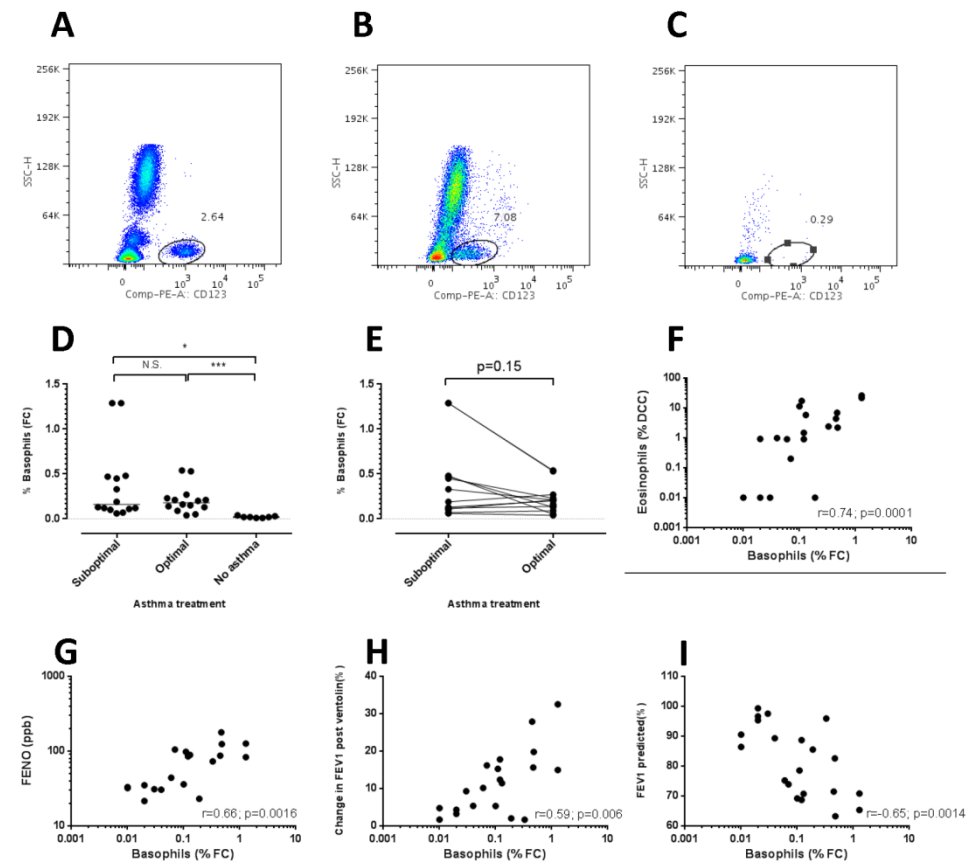 A
B
C
256K
192K
128K
64K
SSC-H
2.64
0
10³
10⁴
10⁵
Comp-PE-A:: CD123
256K
192K
128K
64K
SSC-H
7.08
0
10³
10⁴
10⁵
Comp-PE-A:: CD123
256K
192K
128K
64K
SSC-H
0.29
0
10³
10⁴
10⁵
Comp-PE-A:: CD123
D
*
N.S.
***
1.5
1.0
0.5
0.0
% Basophils (FC)
Suboptimal
Optimal
No asthma
Asthma treatment
E
p=0.15
1.5
1.0
0.5
0.0
% Basophils (FC)
Suboptimal
Optimal
Asthma treatment
F
100
10
1
0.1
0.01
0.001
Eosinophils (% DCC)
r=0.74; p=0.0001
0.001
0.01
0.1
1
10
Basophils (% FC)
G
1000
100
10
FENO (ppb)
r=0.66; p=0.0016
0.001
0.01
0.1
1
10
Basophils (% FC)
H
40
30
20
10
0
Change in FEV1 post ventolin(%)
r=0.59; p=0.006
0.001
0.01
0.1
1
10
Basophils (% FC)
I
110
100
90
80
70
60
FEV1 predicted(%)
r=-0.65; p=0.0014
0.001
0.01
0.1
1
10
Basophils (% FC)